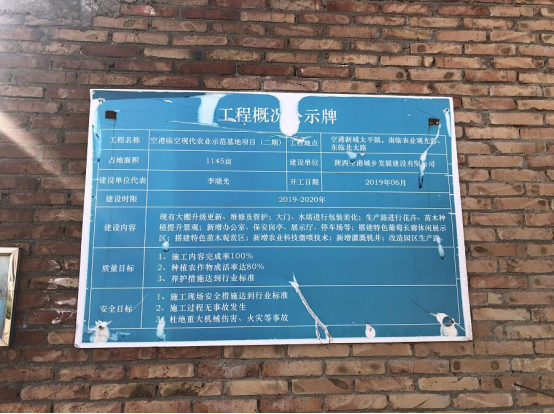 工程概况公示牌
工程名称 空港临空现代农业示范基地项目（二期） 工程地点 空港新城太平镇，南临农业观光路，东临北太路
占地面积 1145亩 建设单位 陕西空港城乡发展建设有限公司
建设单位代表 李晓光 开工日期 2019年06月
建设时限 2019-2020年
建设内容
现有大棚升级更新、维修及管护；大门、水塔进行包装美化；生产路进行花卉、苗木种
植提升景观；新增办公室、保安岗亭、展示厅、停车场等；搭建特色葡萄长廊休闲展示
区；搭建特色苗木观赏区；新增农业科技微喷技术；新增灌溉机井；改造园区生产路
质量目标
1、施工内容完成率100%
2、种植农作物成活率达80%
3、养护措施达到行业标准
安全目标
1、施工现场安全措施达到行业标准
2、施工过程无事故发生
3、杜绝重大机械伤害、火灾等事故